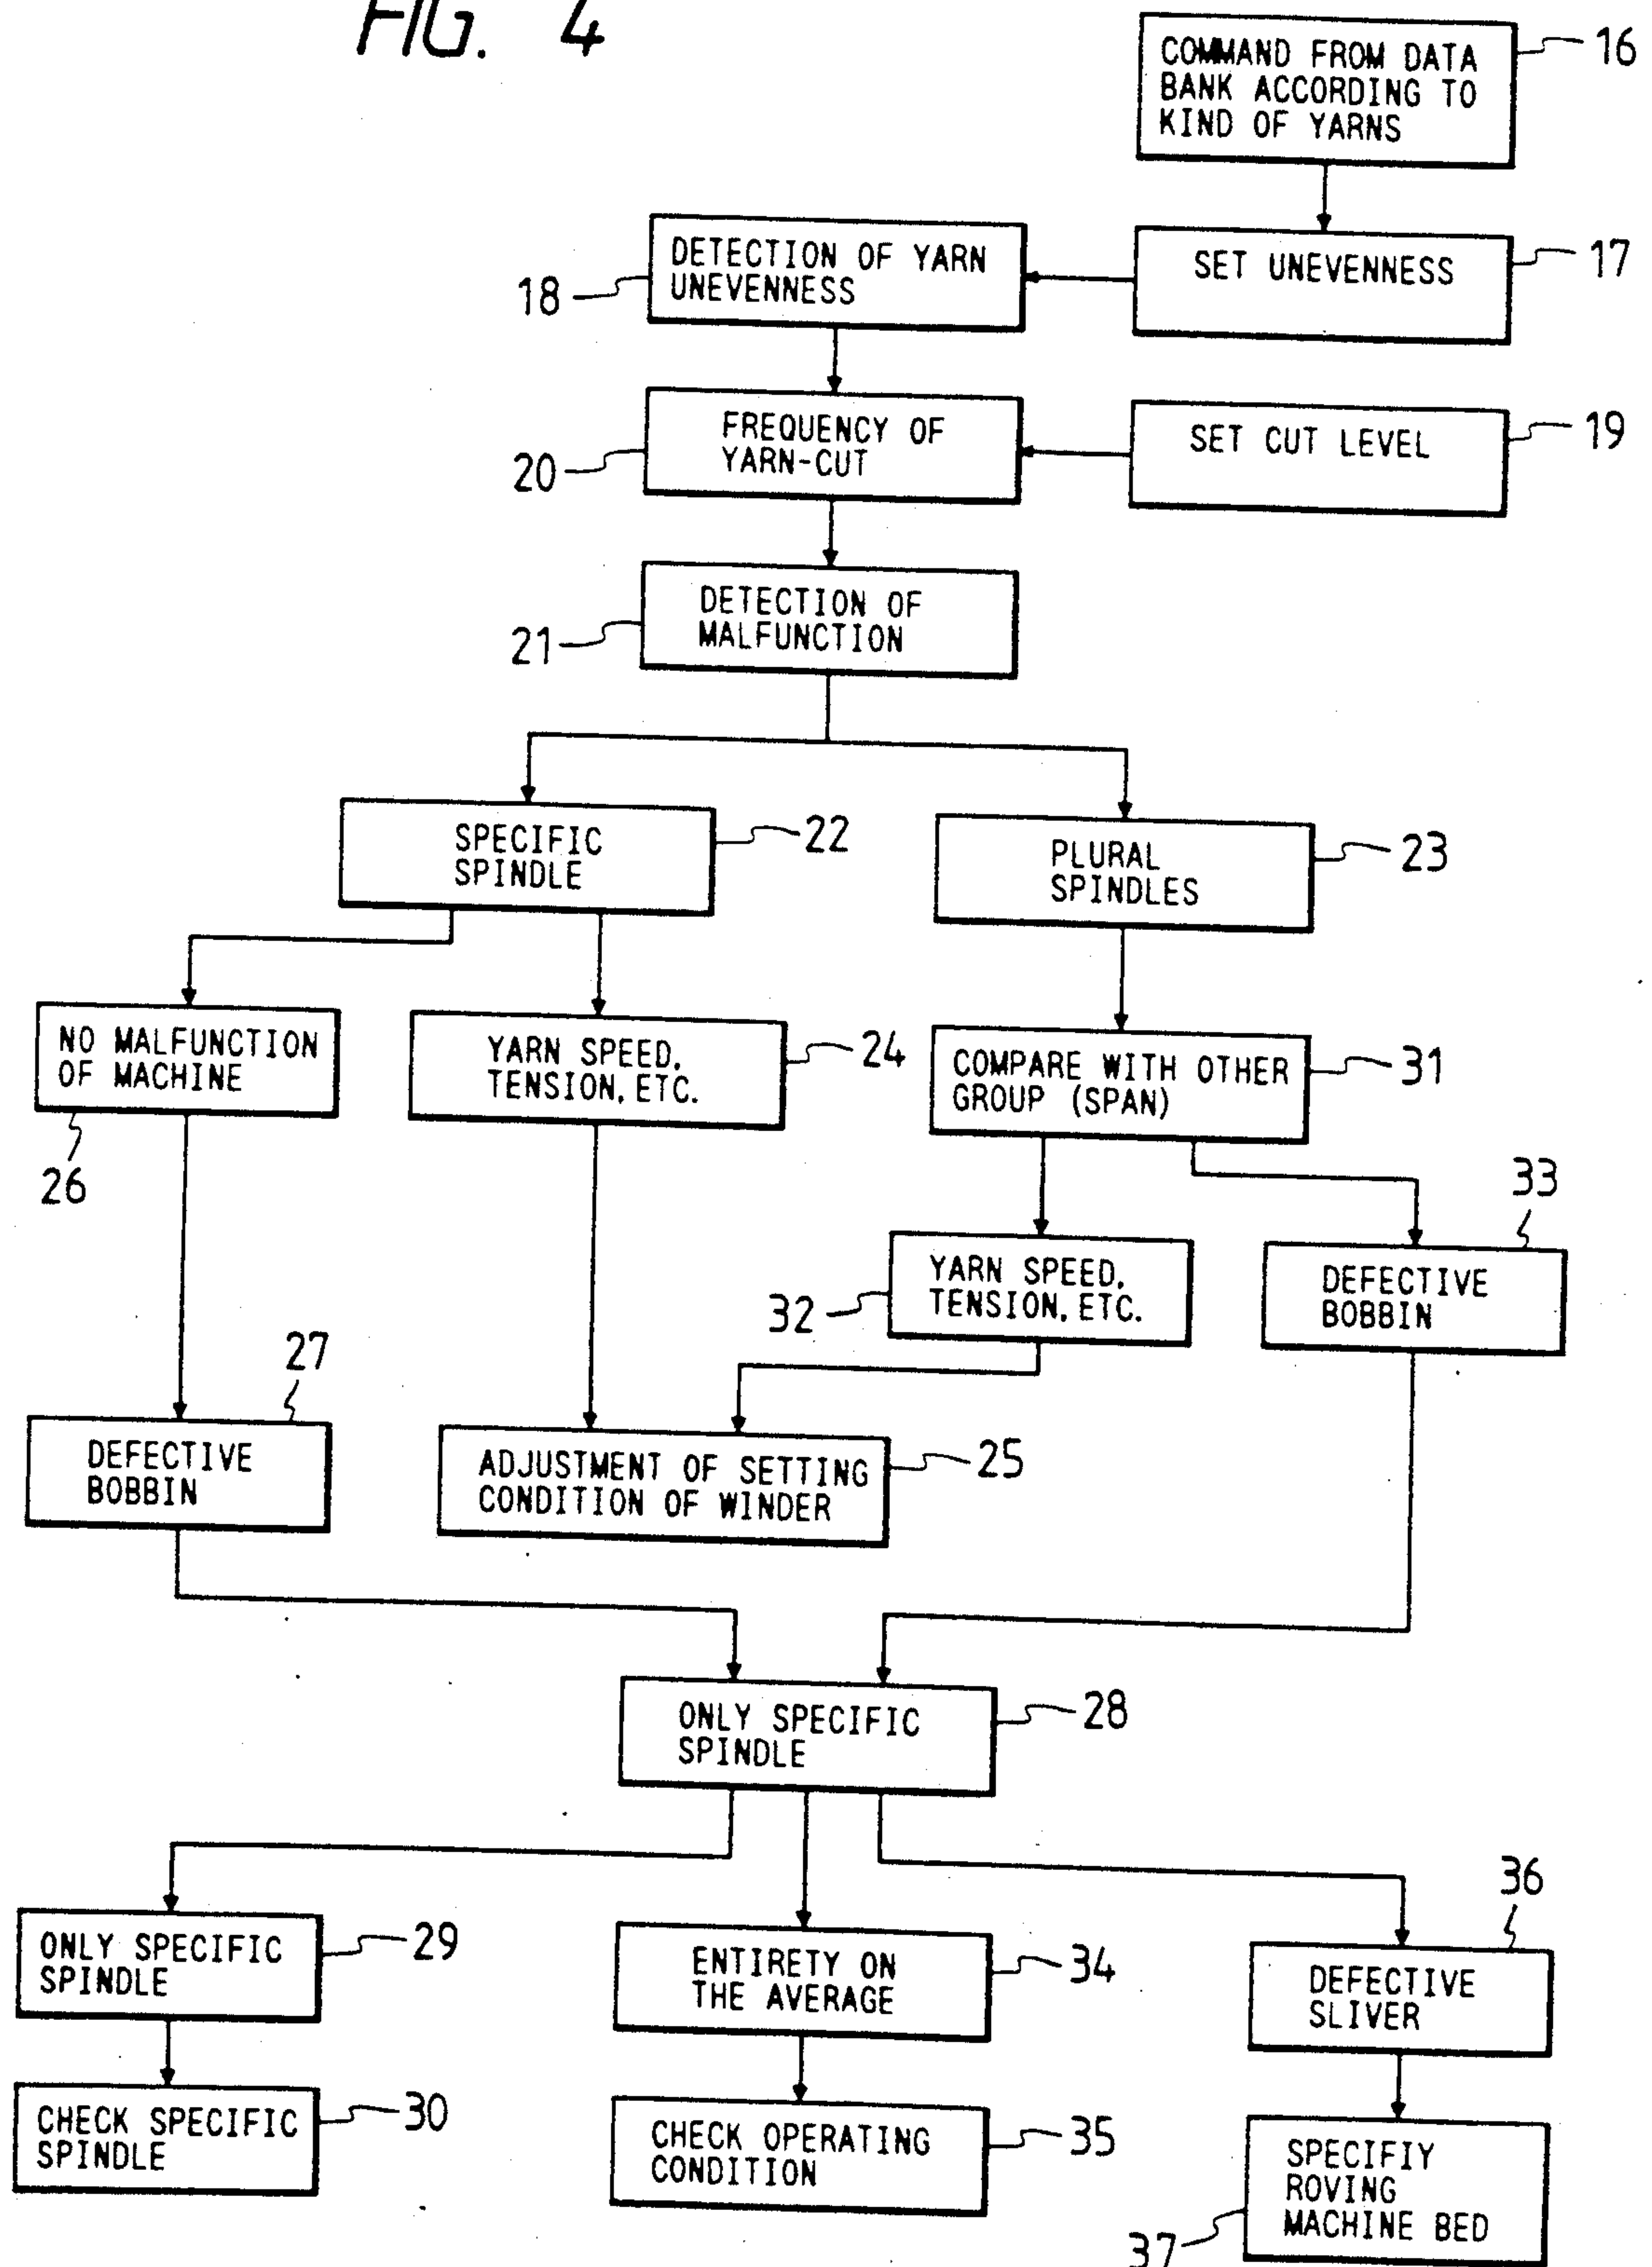 FIG. 4
COMMAND FROM DATA
BANK ACCORDING TO
KIND OF YARNS
16
DETECTION OF YARN
UNEVENNESS
18
SET UNEVENNESS
17
FREQUENCY OF
YARN-CUT
20
SET CUT LEVEL
19
DETECTION OF
MALFUNCTION
21
SPECIFIC
SPINDLE
22
PLURAL
SPINDLES
23
NO MALFUNCTION
OF MACHINE
26
YARN SPEED,
TENSION, ETC.
24
COMPARE WITH OTHER
GROUP (SPAN)
31
33
YARN SPEED,
TENSION, ETC.
32
DEFECTIVE
BOBBIN
27
DEFECTIVE
BOBBIN
ADJUSTMENT OF SETTING
CONDITION OF WINDER
25
ONLY SPECIFIC
SPINDLE
28
ONLY SPECIFIC
SPINDLE
29
ENTIRETY ON
THE AVERAGE
34
36
DEFECTIVE
SLIVER
CHECK SPECIFIC
SPINDLE
30
CHECK OPERATING
CONDITION
35
SPECIFIY
ROVING
MACHINE BED
37